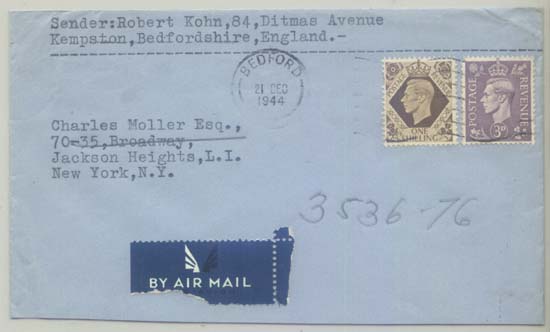 Sender:Robert Kohn,84,Ditmas Avenue
Kempston,Bedfordshire,England.-
BEDFORD
21 DEC
1944
POSTAGE REVENUE
ONE SHILLING
3D
Charles Moller Esq.,
70-35,Broadway,
Jackson Heights,L.I.
New York,N.Y.
3536-76
BY AIR MAIL